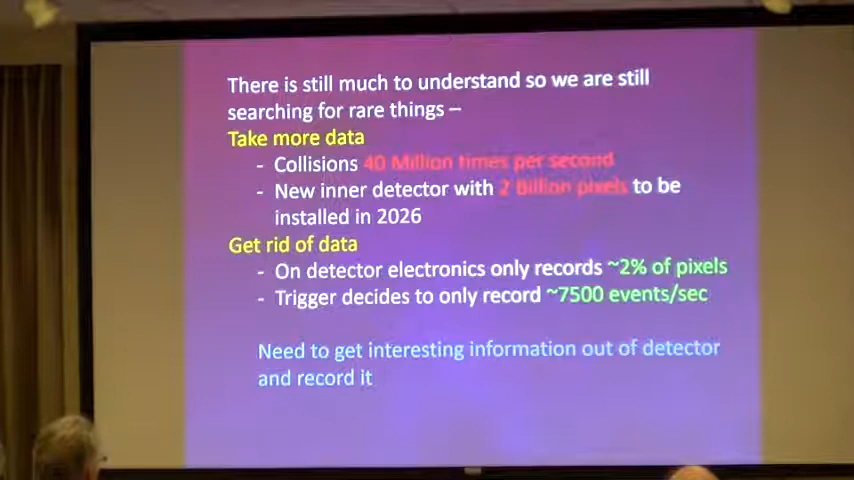 There is still much to understand so we are still
searching for rare things –
Take more data
- Collisions 40 Million times per second
- New inner detector with 2 Billion pixels to be
installed in 2026
Get rid of data
- On detector electronics only records ~2% of pixels
- Trigger decides to only record ~7500 events/sec
Need to get interesting information out of detector
and record it